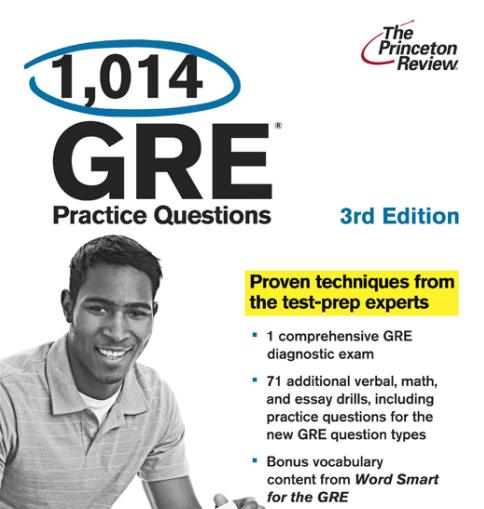 The
Princeton
Review
1,014
GRE®
Practice Questions
3rd Edition
Proven techniques from
the test-prep experts
▪ 1 comprehensive GRE
diagnostic exam
▪ 71 additional verbal, math,
and essay drills, including
practice questions for the
new GRE question types
▪ Bonus vocabulary
content from Word Smart
for the GRE